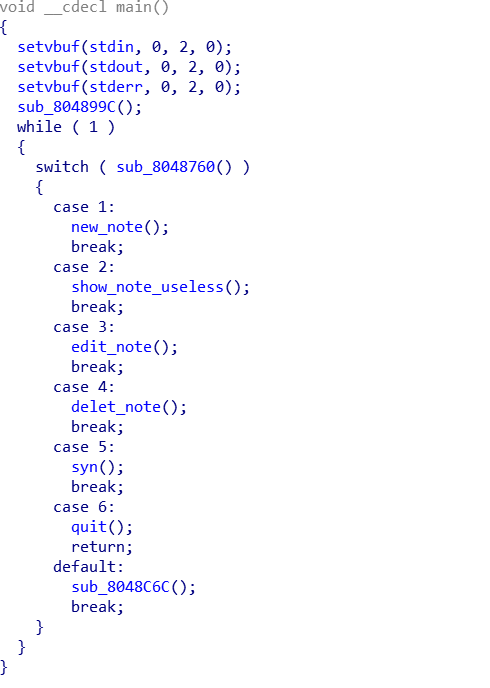 void __cdecl main()
{
  setvbuf(stdin, 0, 2, 0);
  setvbuf(stdout, 0, 2, 0);
  setvbuf(stderr, 0, 2, 0);
  sub_804899C();
  while ( 1 )
  {
    switch ( sub_8048760() )
    {
      case 1:
        new_note();
        break;
      case 2:
        show_note_useless();
        break;
      case 3:
        edit_note();
        break;
      case 4:
        delet_note();
        break;
      case 5:
        syn();
        break;
      case 6:
        quit();
        return;
      default:
        sub_8048C6C();
        break;
    }
  }
}